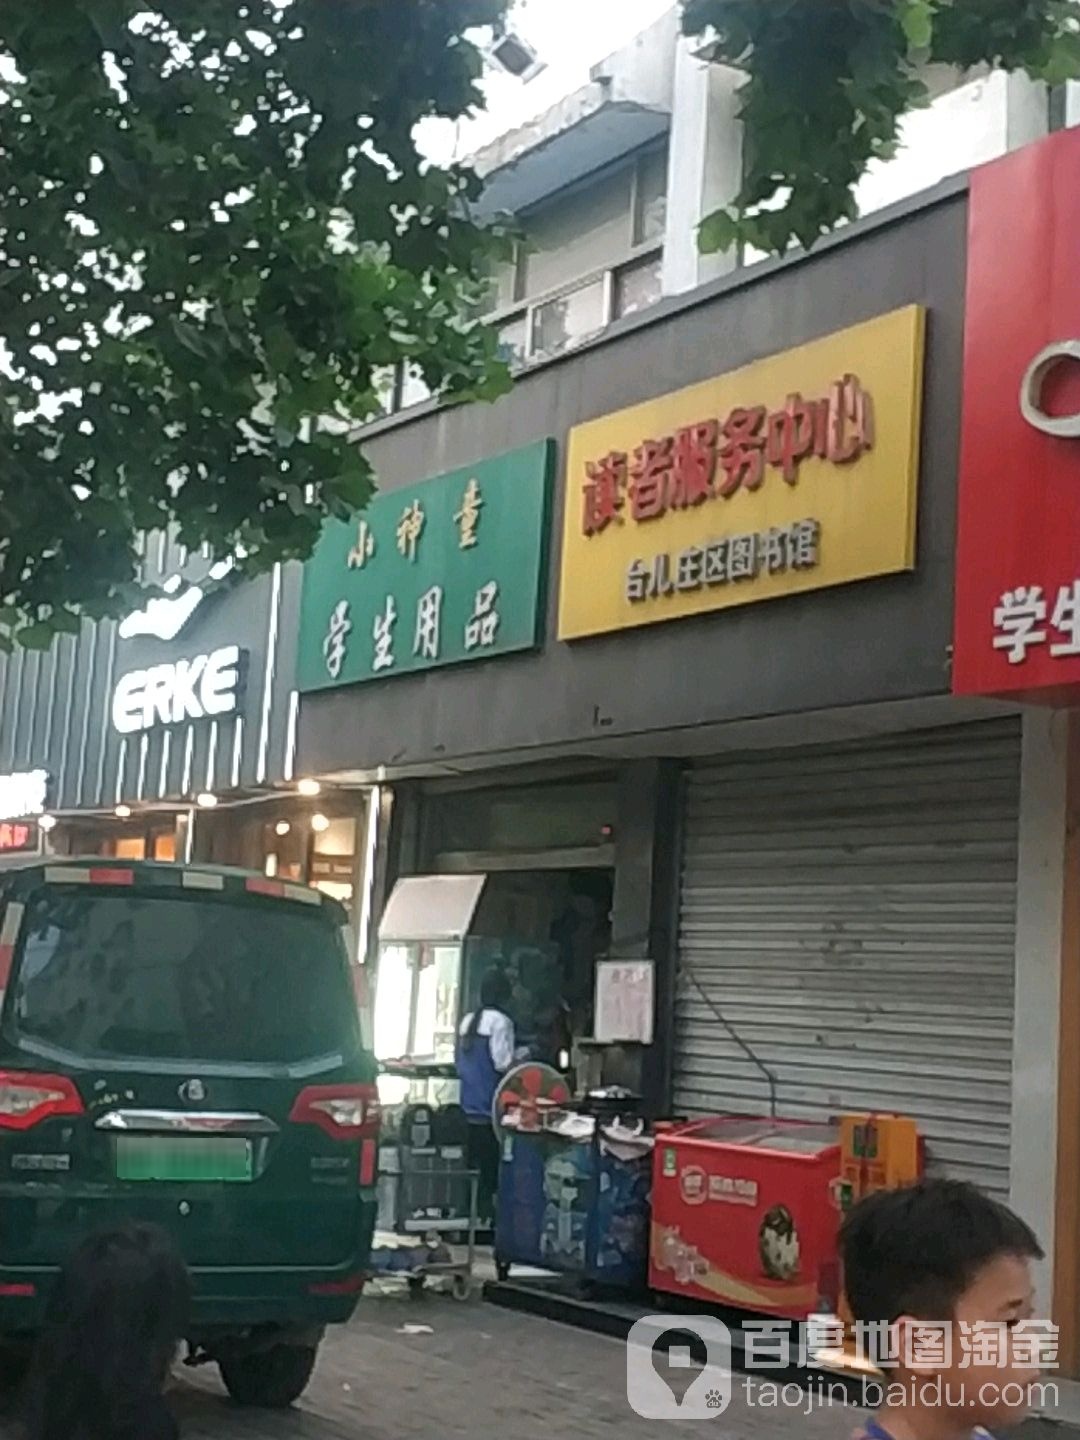 小神童
学生用品
读者服务中心
台儿庄区图书馆
ERKE
学生
百度地图淘金
taojin.baidu.com